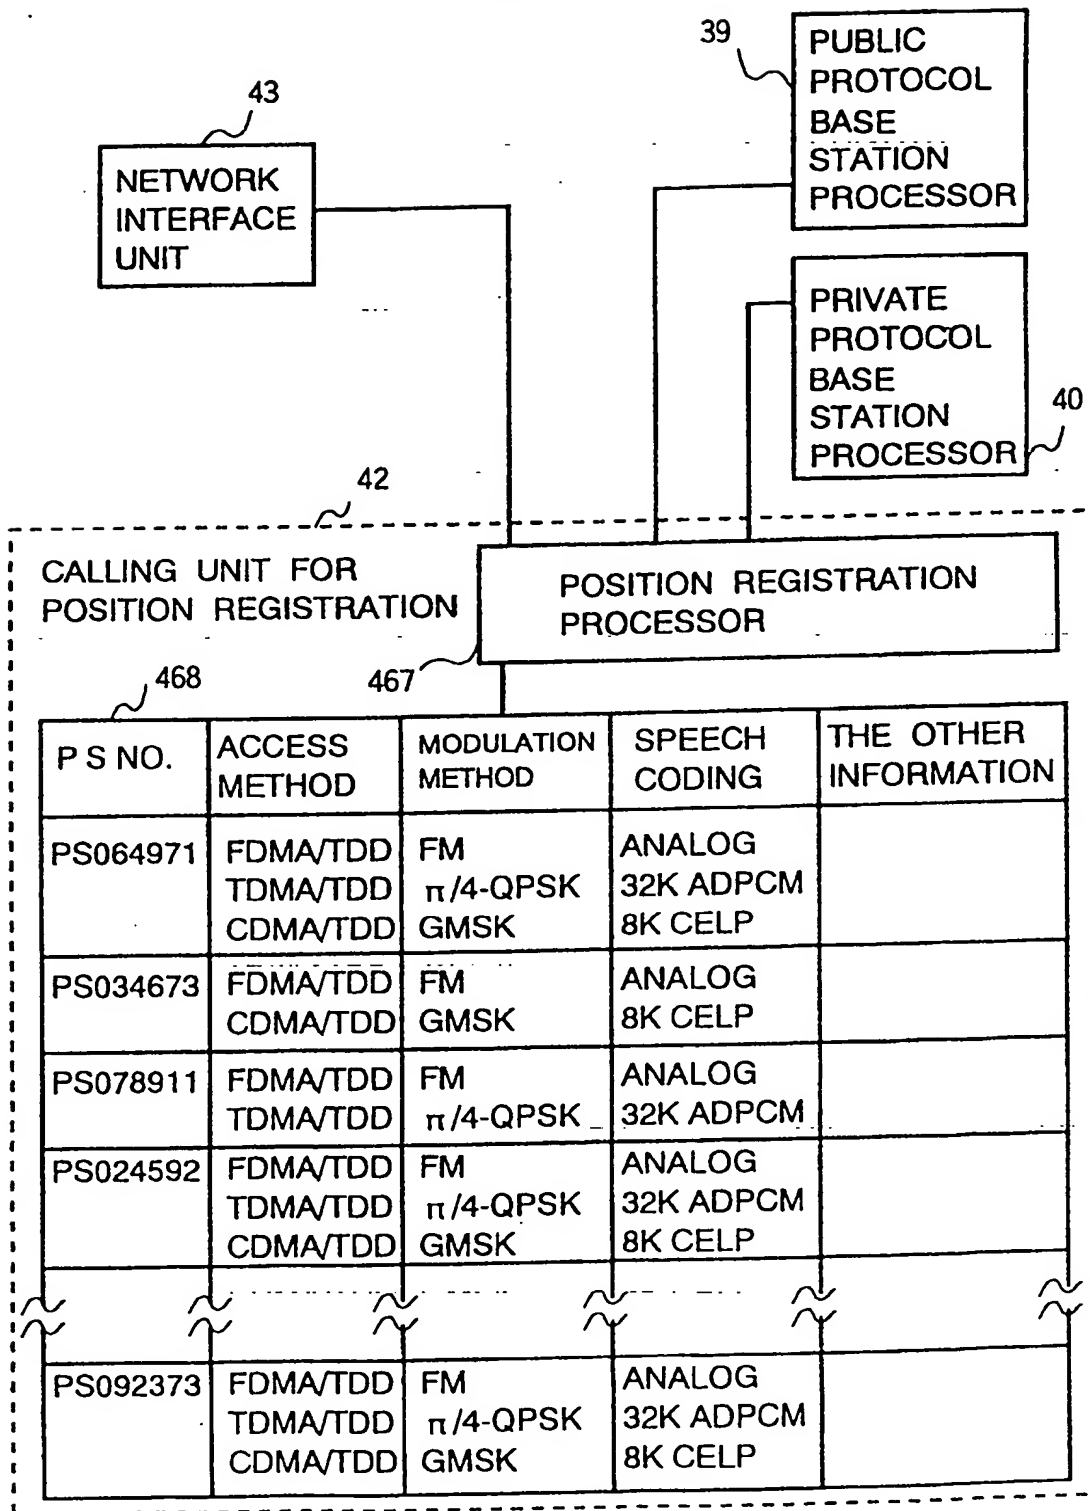 39
PUBLIC
PROTOCOL
BASE
STATION
PROCESSOR
43
NETWORK
INTERFACE
UNIT
PRIVATE
PROTOCOL
BASE
STATION
PROCESSOR
40
42
CALLING UNIT FOR
POSITION REGISTRATION
POSITION REGISTRATION
PROCESSOR
467
468
P S NO.
ACCESS
METHOD
MODULATION
METHOD
SPEECH
CODING
THE OTHER
INFORMATION
PS064971 FDMA/TDD FM ANALOG
TDMA/TDD π/4-QPSK 32K ADPCM
CDMA/TDD GMSK 8K CELP
PS034673 FDMA/TDD FM ANALOG
CDMA/TDD GMSK 8K CELP
PS078911 FDMA/TDD FM ANALOG
TDMA/TDD π/4-QPSK 32K ADPCM
PS024592 FDMA/TDD FM ANALOG
TDMA/TDD π/4-QPSK 32K ADPCM
CDMA/TDD GMSK 8K CELP
PS092373 FDMA/TDD FM ANALOG
TDMA/TDD π/4-QPSK 32K ADPCM
CDMA/TDD GMSK 8K CELP